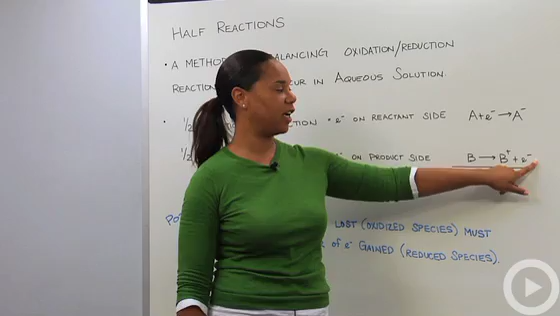 HALF REACTIONS
• A METHOD BALANCING OXIDATION/REDUCTION
REACTION OCCUR IN AQUEOUS SOLUTION.
• 1/2 TION • e⁻ ON REACTANT SIDE A + e⁻ → A⁻
1/2 e⁻ ON PRODUCT SIDE B → B⁺ + e⁻
LOST (OXIDIZED SPECIES) MUST
of e⁻ GAINED (REDUCED SPECIES).